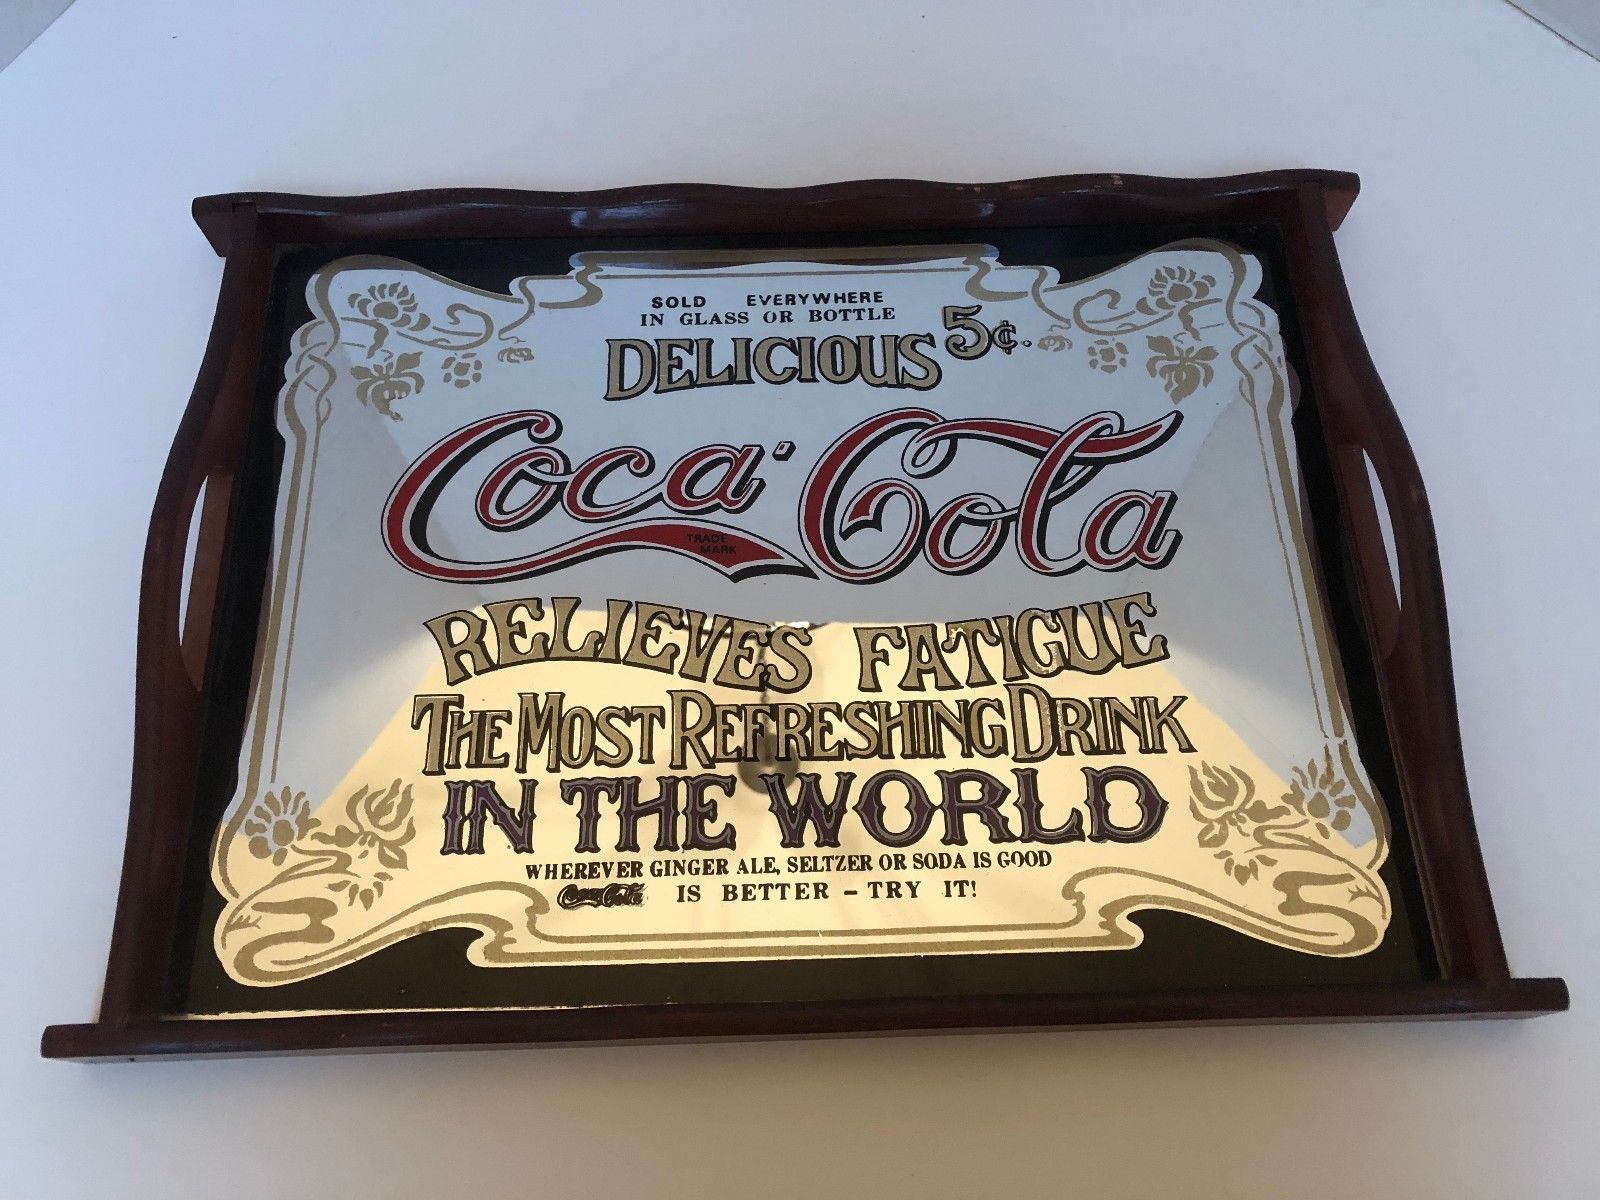 SOLD EVERYWHERE
IN GLASS OR BOTTLE
DELICIOUS 5¢.
Coca-Cola
TRADE
MARK
RELIEVES FATIGUE
THE MOST REFRESHING DRINK
IN THE WORLD
WHEREVER GINGER ALE, SELTZER OR SODA IS GOOD
Coca-Cola IS BETTER – TRY IT!